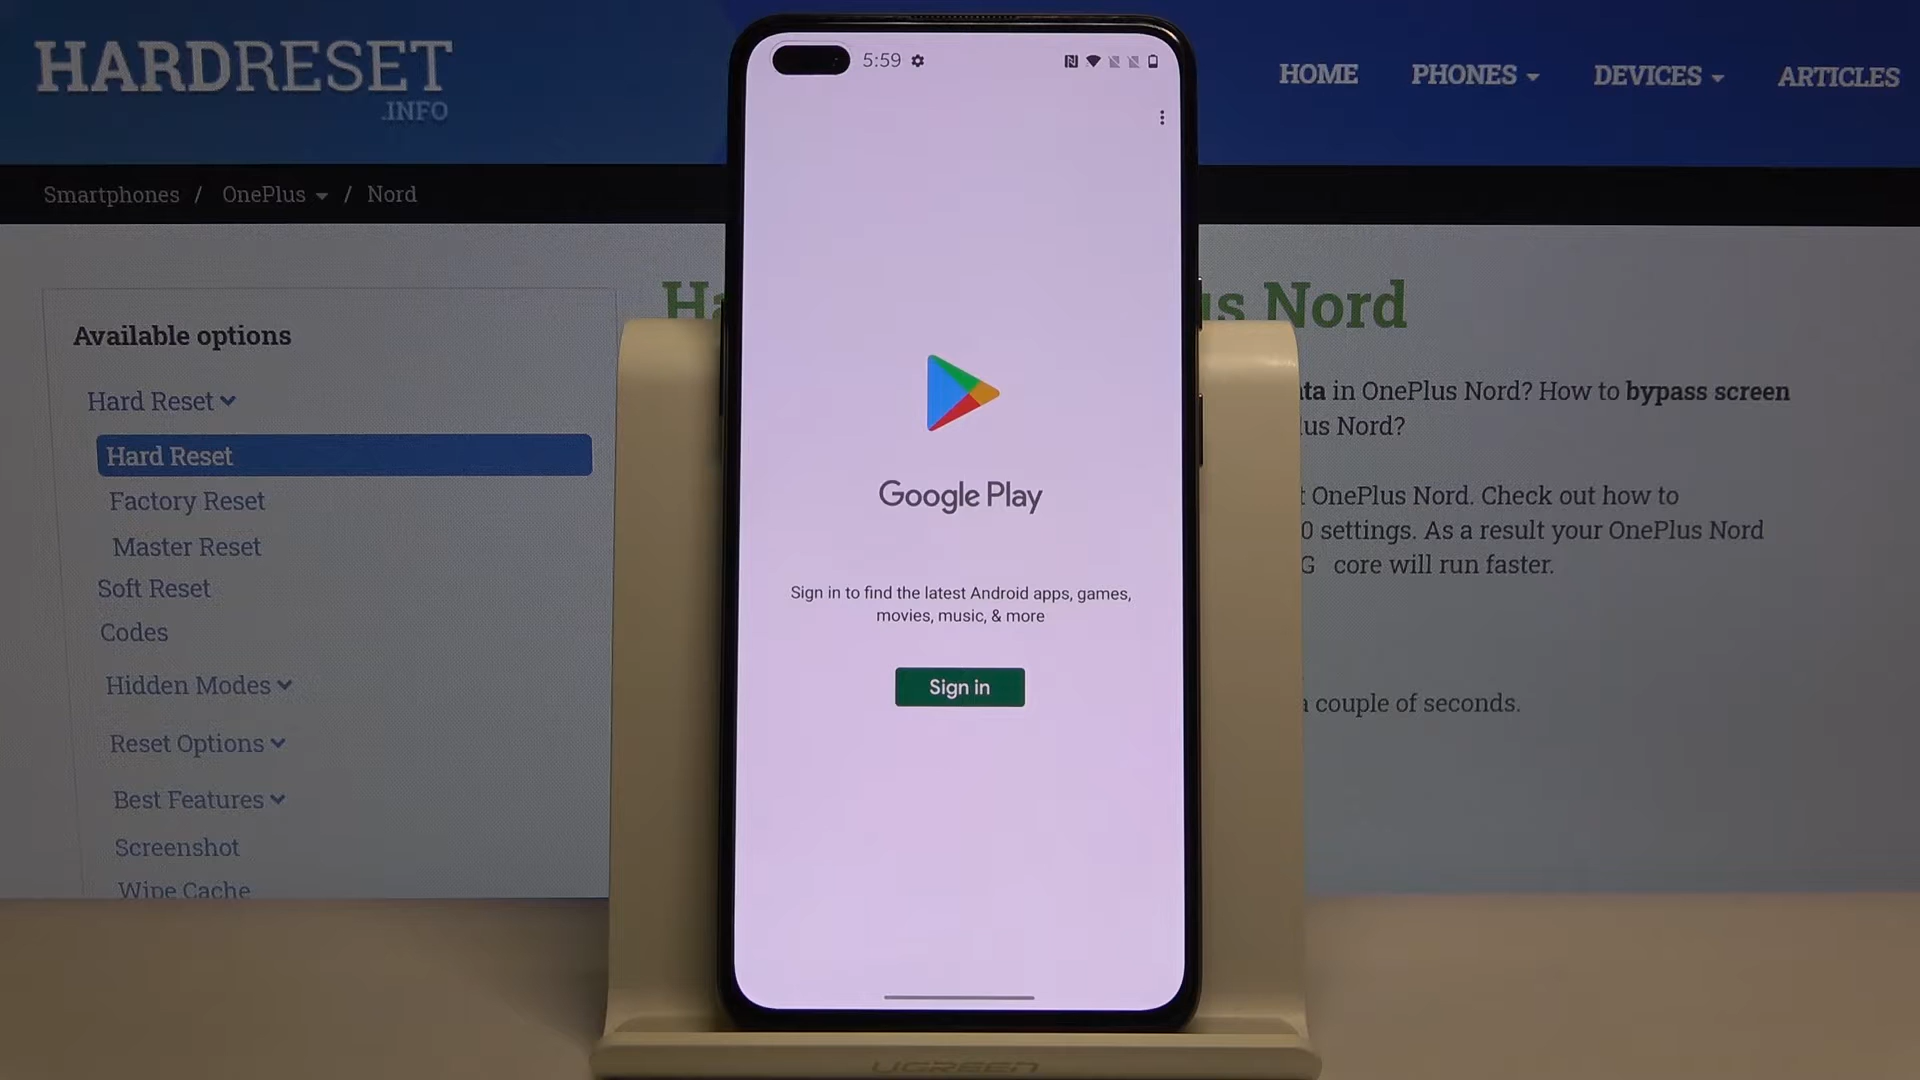 HARDRESET
.INFO
HOME PHONES DEVICES ARTICLES
Smartphones / OnePlus / Nord
Available options
Hard Reset
Hard Reset
Factory Reset
Master Reset
Soft Reset
Codes
Hidden Modes
Reset Options
Best Features
Screenshot
Wipe Cache
5:59
Google Play
Sign in to find the latest Android apps, games,
movies, music, & more
Sign in
Nord
in OnePlus Nord? How to bypass screen
Nord?
OnePlus Nord. Check out how to
settings. As a result your OnePlus Nord
core will run faster.
couple of seconds.
UGREEN